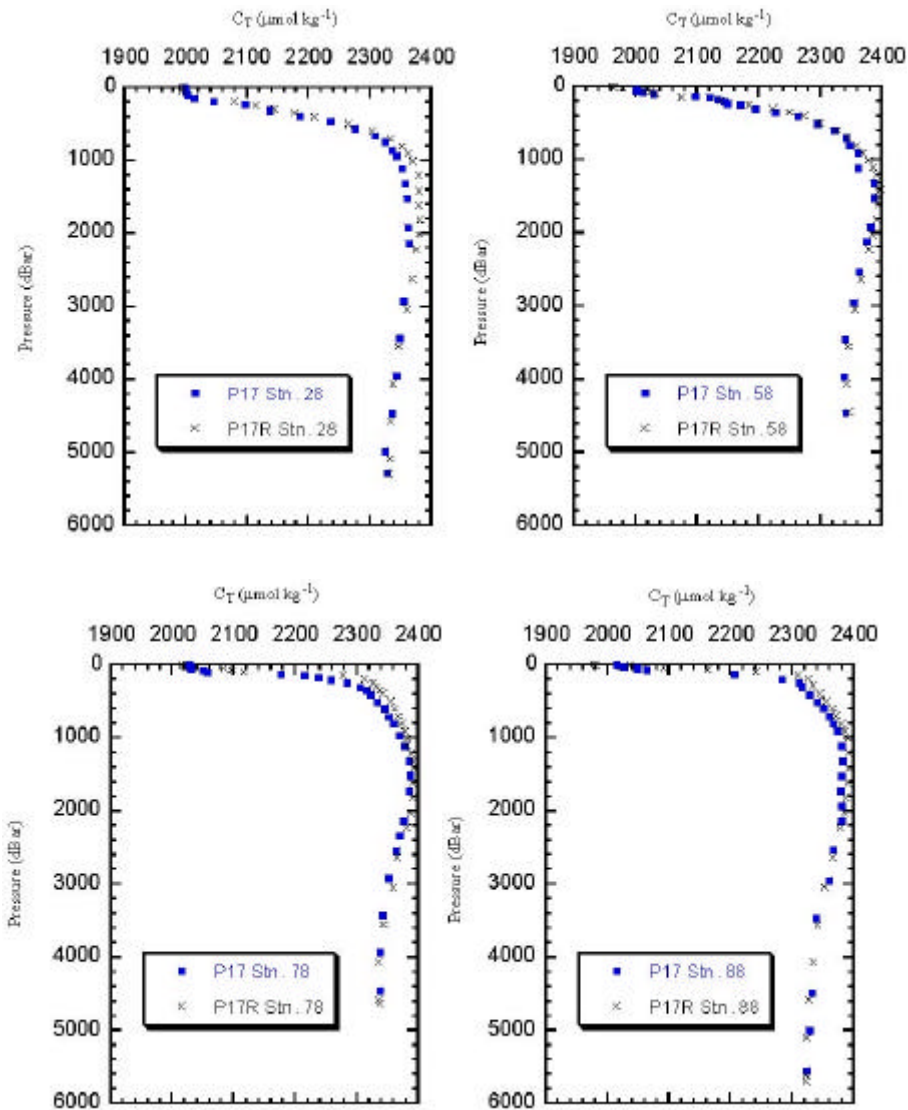 C_T (μmol kg⁻¹)
1900 2000 2100 2200 2300 2400
0
1000
2000
3000
4000
5000
6000
Pressure (dBar)
P17 Stn. 28
P17R Stn. 28
C_T (μmol kg⁻¹)
1900 2000 2100 2200 2300 2400
0
1000
2000
3000
4000
5000
6000
Pressure (dBar)
P17 Stn. 58
P17R Stn. 58
C_T (μmol kg⁻¹)
1900 2000 2100 2200 2300 2400
0
1000
2000
3000
4000
5000
6000
Pressure (dBar)
P17 Stn. 78
P17R Stn. 78
C_T (μmol kg⁻¹)
1900 2000 2100 2200 2300 2400
0
1000
2000
3000
4000
5000
6000
Pressure (dBar)
P17 Stn. 88
P17R Stn. 88